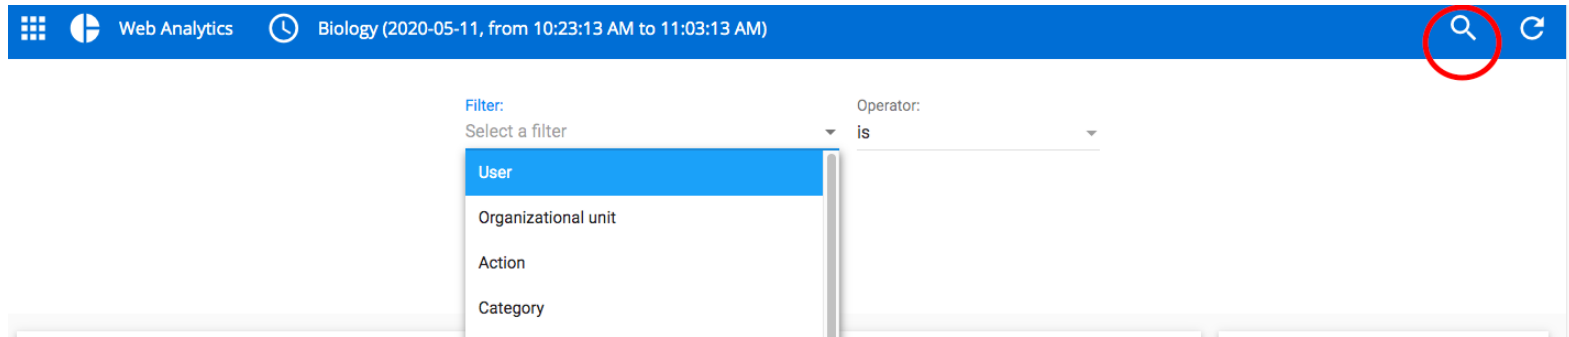 Web Analytics
Biology (2020-05-11, from 10:23:13 AM to 11:03:13 AM)
Filter:
Select a filter
Operator:
is
User
Organizational unit
Action
Category